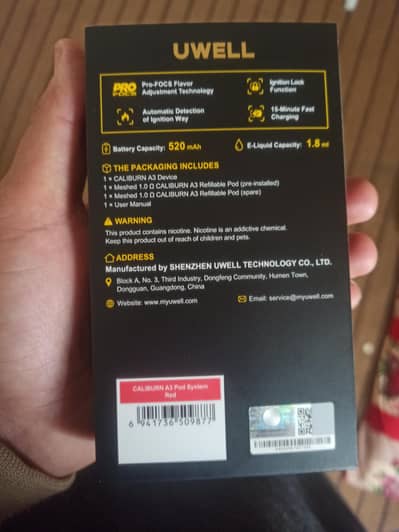 UWELL
PRO
FOCS
Pro-FOCS Flavor
Adjustment Technology
Ignition Lock
Function
Automatic Detection
of Ignition Way
15-Minute Fast
Charging
Battery Capacity: 520 mAh
E-Liquid Capacity: 1.8 ml
THE PACKAGING INCLUDES
1 × CALIBURN A3 Device
1 × Meshed 1.0 Ω CALIBURN A3 Refillable Pod (pre-installed)
1 × Meshed 1.0 Ω CALIBURN A3 Refillable Pod (spare)
1 × User Manual
WARNING
This product contains nicotine. Nicotine is an addictive chemical.
Keep this product out of reach of children and pets.
ADDRESS
Manufactured by SHENZHEN UWELL TECHNOLOGY CO., LTD.
Block A, No. 3, Third Industry, Dongfeng Community, Humen Town,
Dongguan, Guangdong, China
Website: www.myuwell.com
Email: service@myuwell.com
CALIBURN A3 Pod System
Red
6 941736 509877